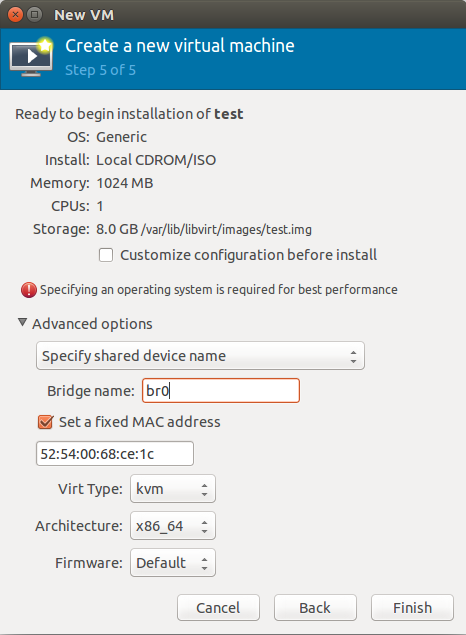 New VM
Create a new virtual machine
Step 5 of 5
Ready to begin installation of test
OS: Generic
Install: Local CDROM/ISO
Memory: 1024 MB
CPUs: 1
Storage: 8.0 GB /var/lib/libvirt/images/test.img
Customize configuration before install
Specifying an operating system is required for best performance
Advanced options
Specify shared device name
Bridge name: br0
Set a fixed MAC address
52:54:00:68:ce:1c
Virt Type: kvm
Architecture: x86_64
Firmware: Default
Cancel Back Finish